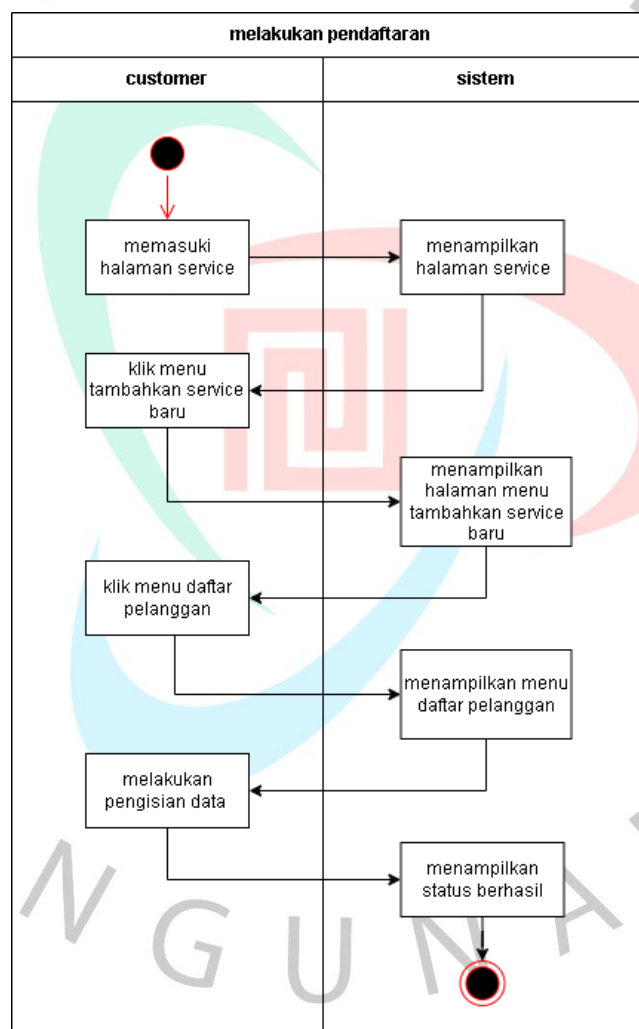 melakukan pendaftaran
customer
sistem
memasuki
halaman service
menampilkan
halaman service
klik menu
tambahkan service
baru
menampilkan
halaman menu
tambahkan service
baru
klik menu daftar
pelanggan
menampilkan menu
daftar pelanggan
melakukan
pengisian data
menampilkan
status berhasil
NGUNA